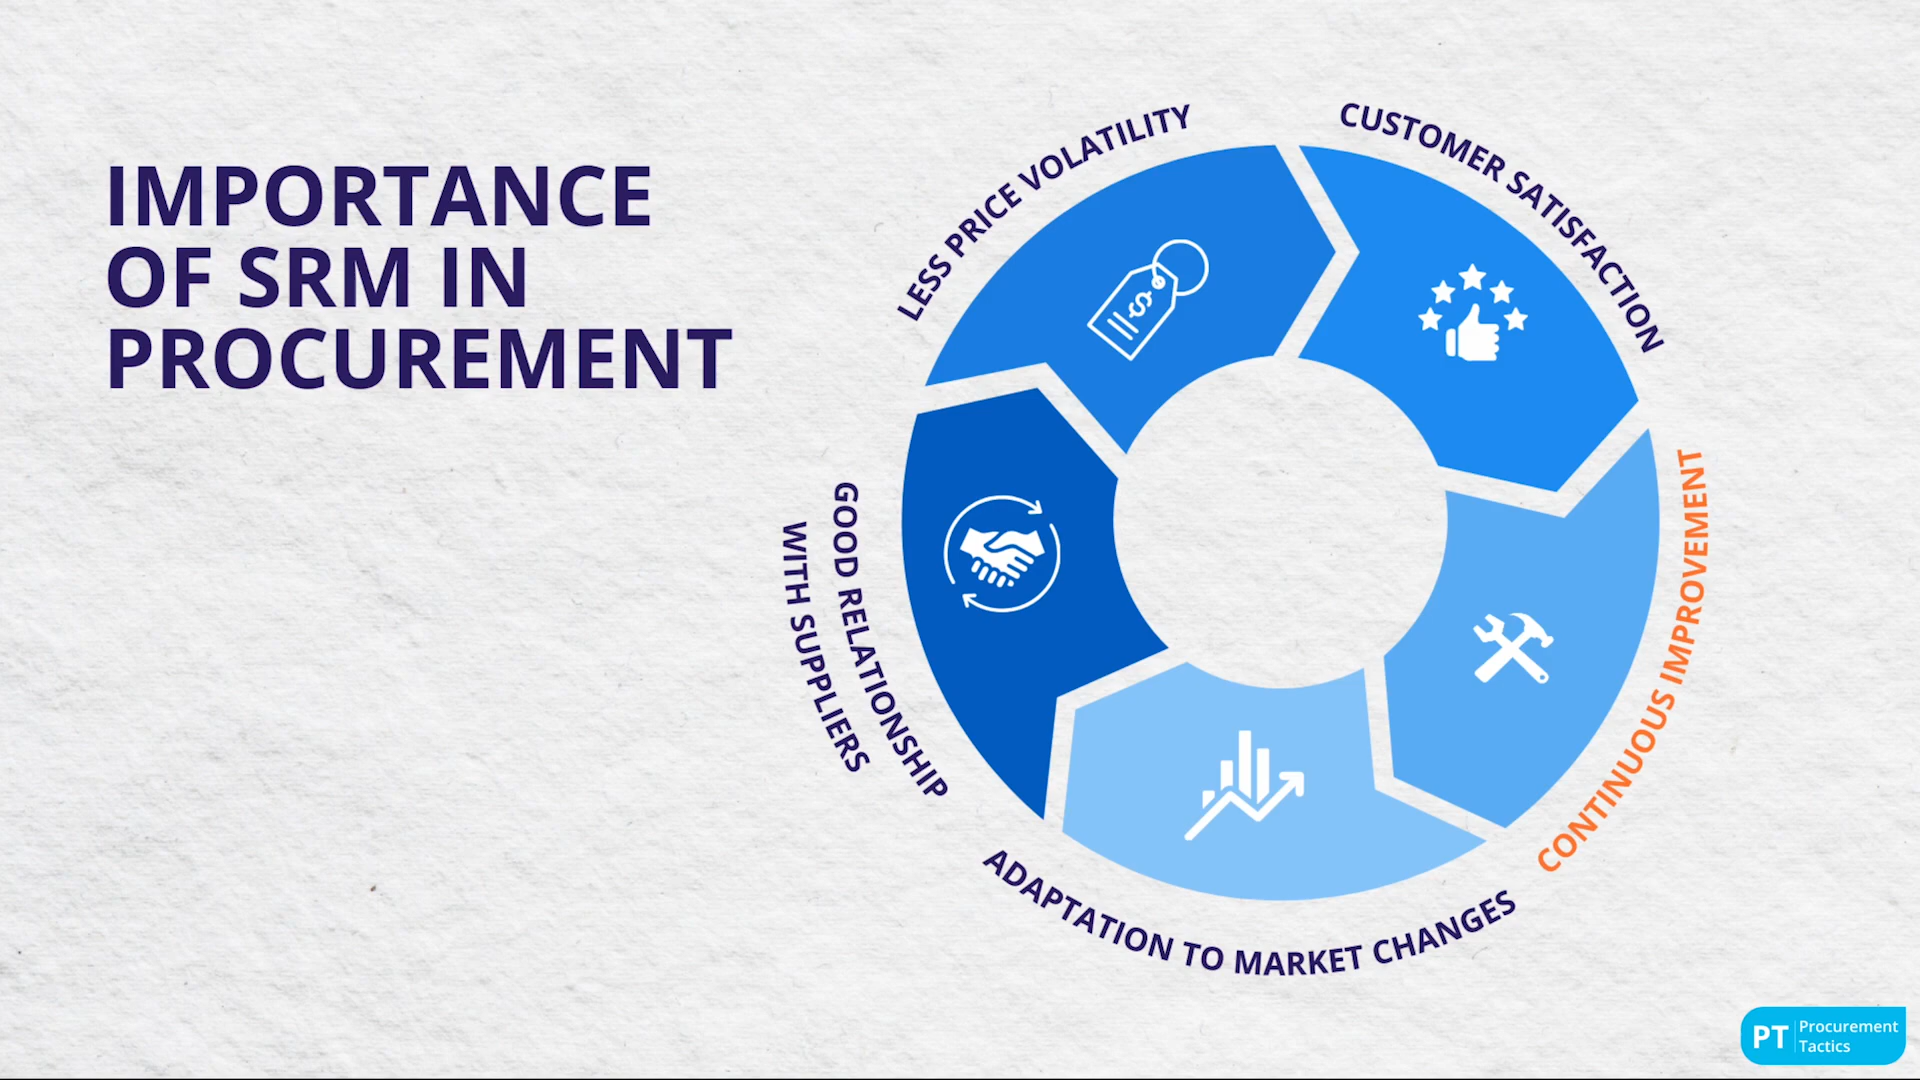 IMPORTANCE
OF SRM IN
PROCUREMENT
LESS PRICE VOLATILITY
CUSTOMER SATISFACTION
CONTINUOUS IMPROVEMENT
ADAPTATION TO MARKET CHANGES
GOOD RELATIONSHIP
WITH SUPPLIERS
$
PT
Procurement
Tactics